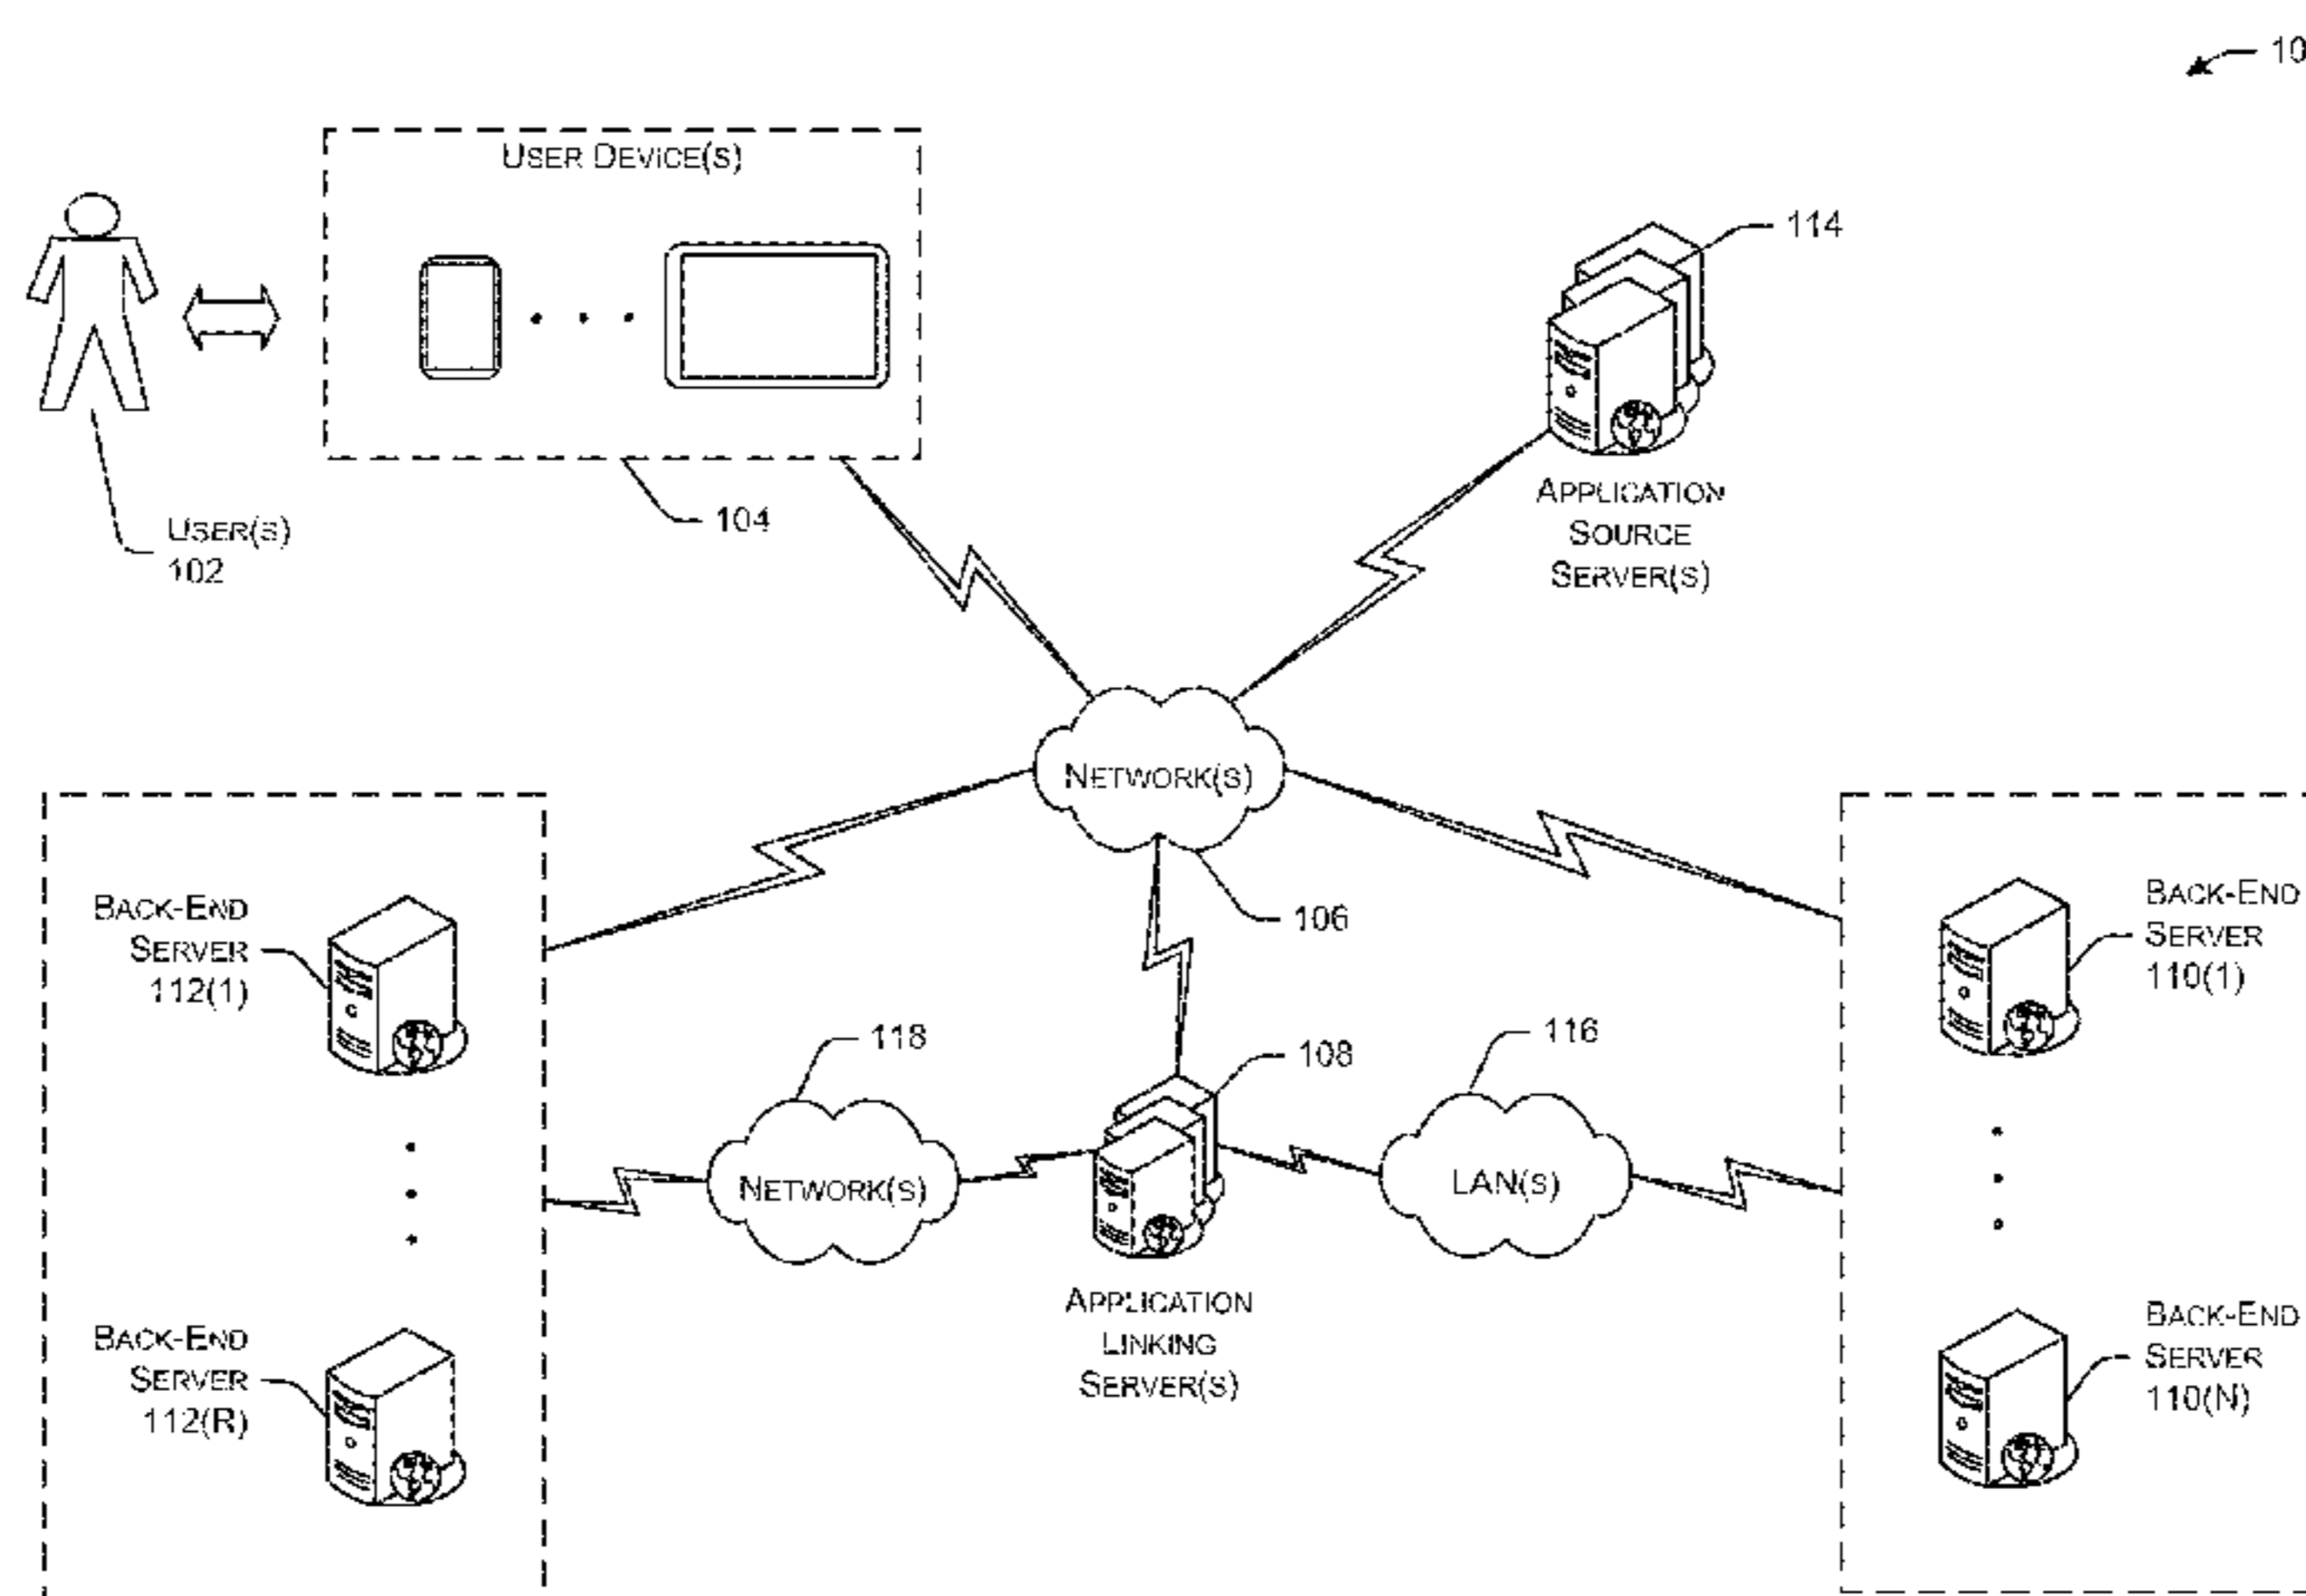 10
USER DEVICE(S)
114
APPLICATION
SOURCE
SERVER(S)
104
USER(S)
102
NETWORK(S)
106
BACK-END
SERVER
112(1)
BACK-END
SERVER
110(1)
118
108
116
NETWORK(S)
LAN(S)
APPLICATION
LINKING
SERVER(S)
BACK-END
SERVER
112(R)
BACK-END
SERVER
110(N)